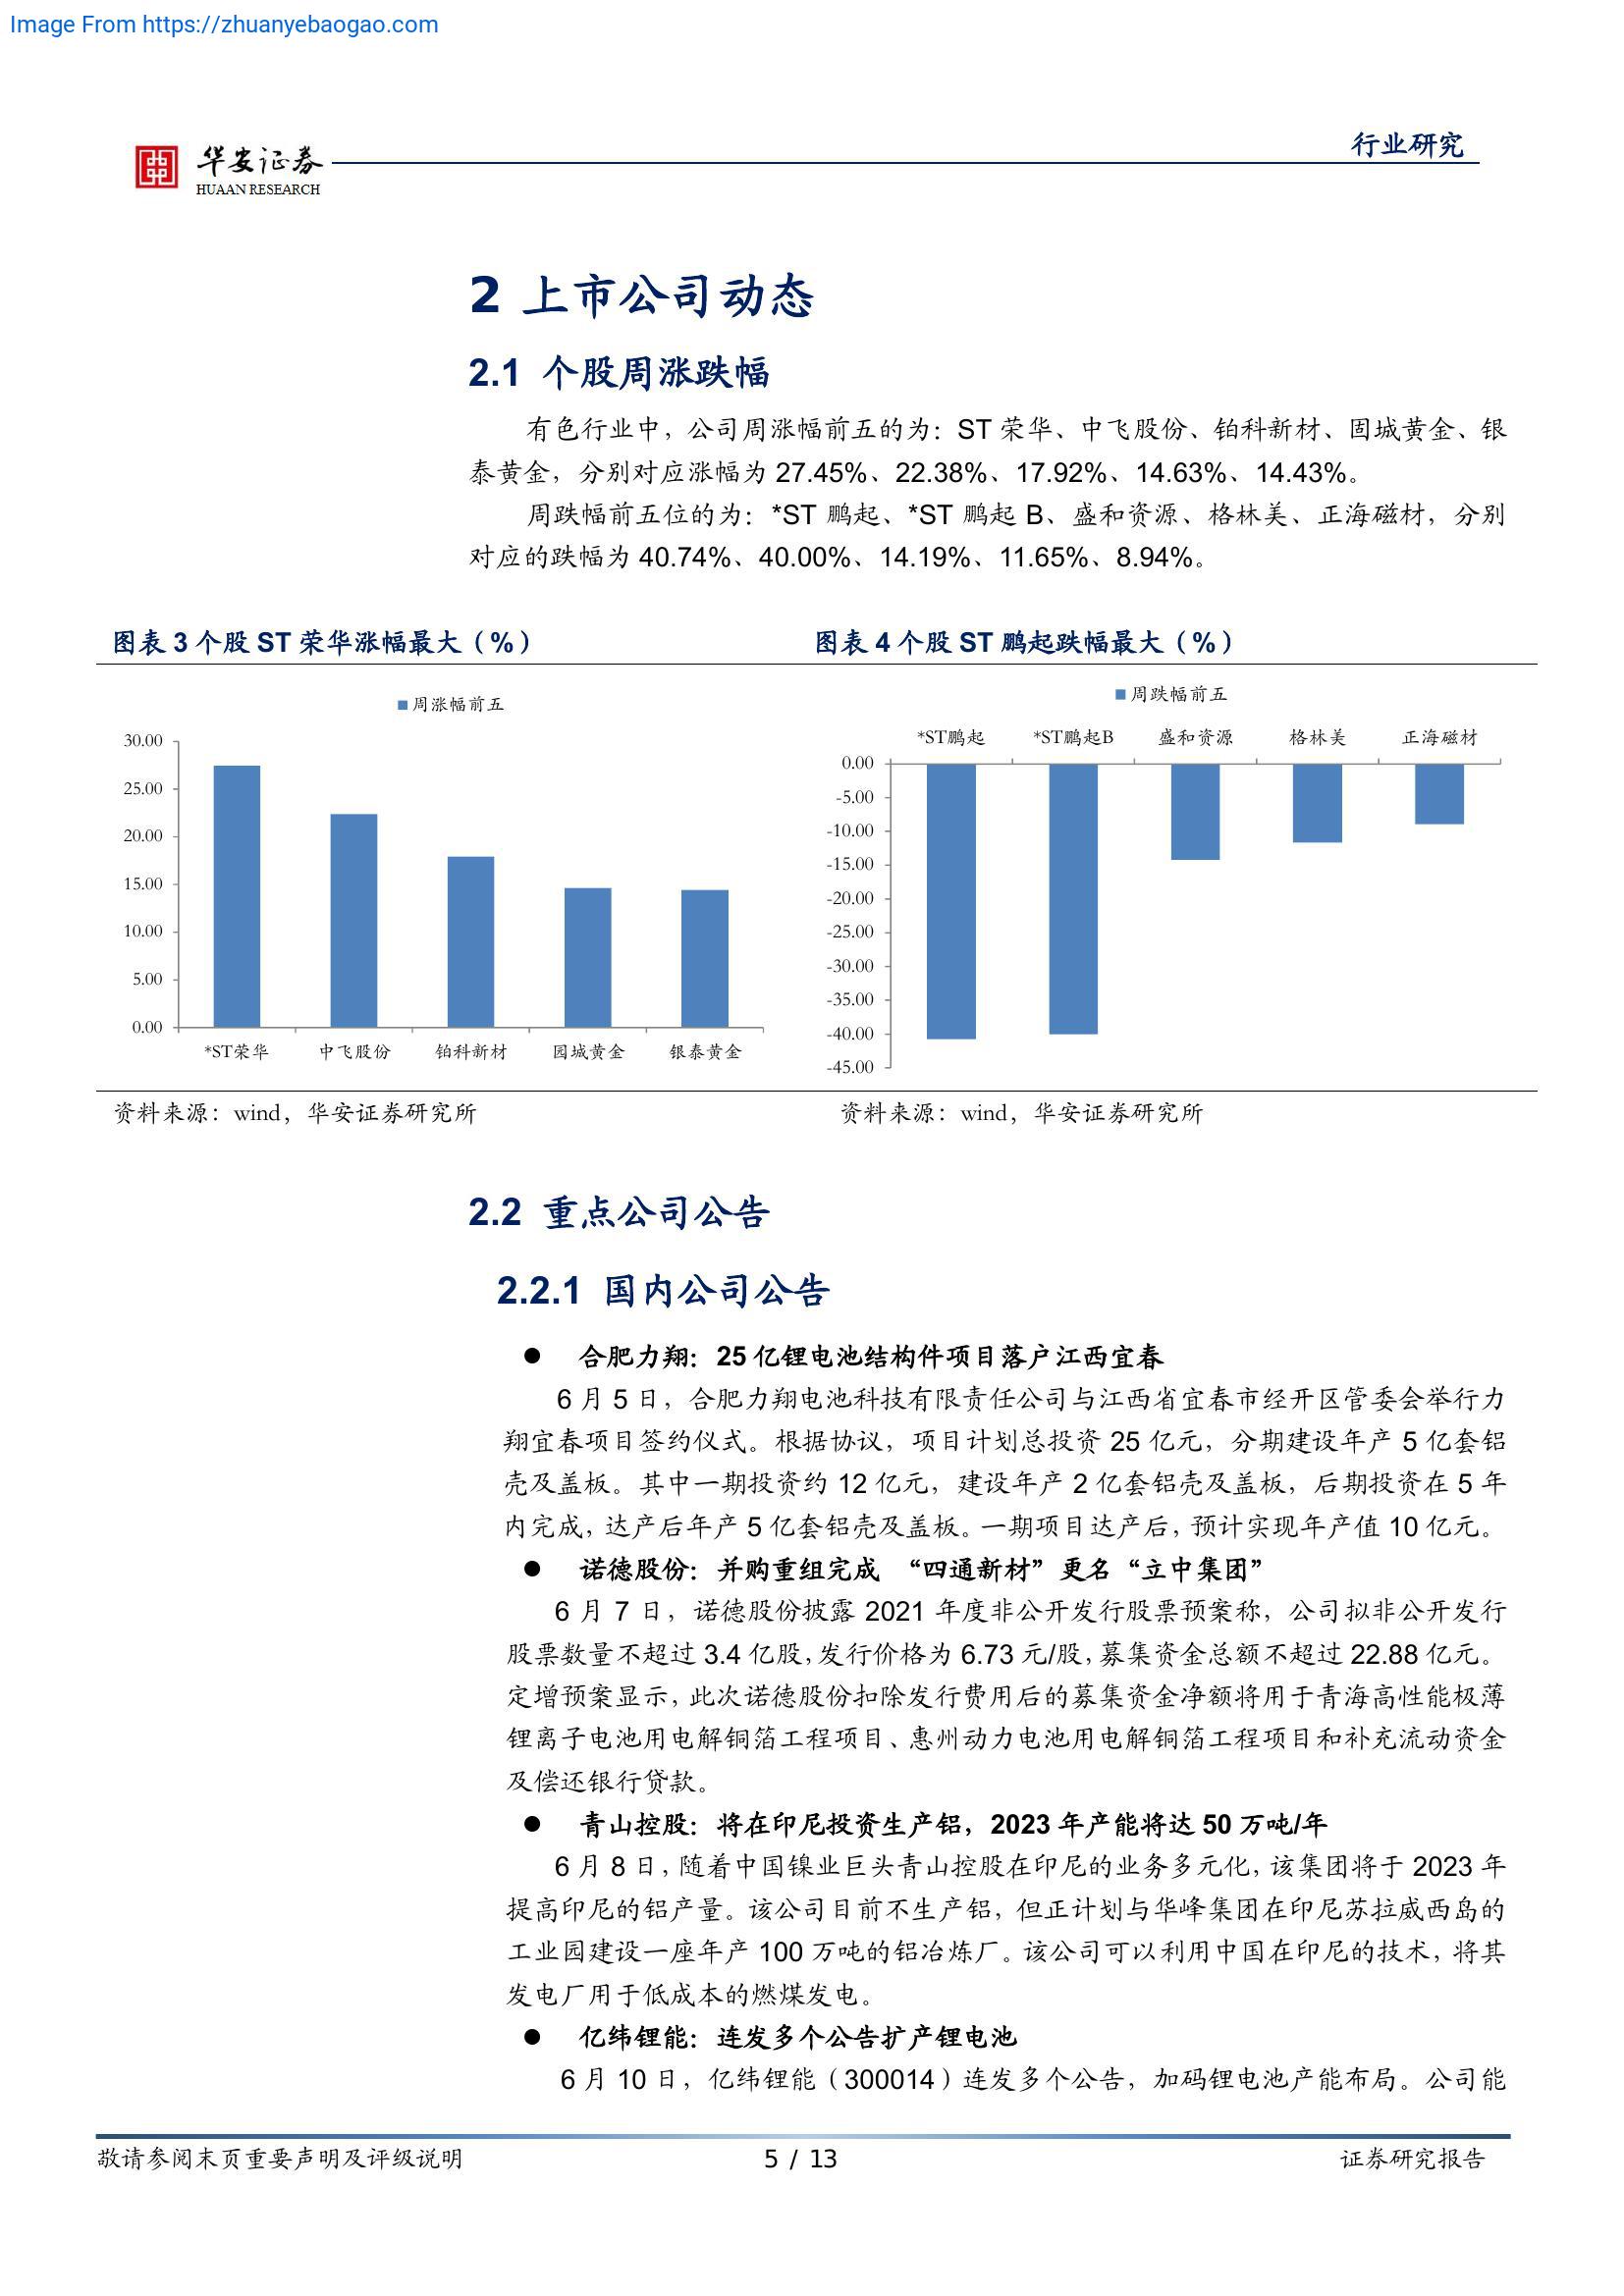 Image From https://zhuanyebaogao.com
华安证券
HUAAN RESEARCH
行业研究
2 上市公司动态
2.1 个股周涨跌幅
有色行业中，公司周涨幅前五的为：ST 荣华、中飞股份、铂科新材、固城黄金、银
泰黄金，分别对应涨幅为 27.45%、22.38%、17.92%、14.63%、14.43%。
周跌幅前五位的为：*ST 鹏起、*ST 鹏起 B、盛和资源、格林美、正海磁材，分别
对应的跌幅为 40.74%、40.00%、14.19%、11.65%、8.94%。
图表 3 个股 ST 荣华涨幅最大（%）
周涨幅前五
30.00
25.00
20.00
15.00
10.00
5.00
0.00
*ST荣华 中飞股份 铂科新材 园城黄金 银泰黄金
资料来源：wind，华安证券研究所
图表 4 个股 ST 鹏起跌幅最大（%）
周跌幅前五
*ST鹏起 *ST鹏起B 盛和资源 格林美 正海磁材
0.00
-5.00
-10.00
-15.00
-20.00
-25.00
-30.00
-35.00
-40.00
-45.00
资料来源：wind，华安证券研究所
2.2 重点公司公告
2.2.1 国内公司公告
● 合肥力翔：25 亿锂电池结构件项目落户江西宜春
6 月 5 日，合肥力翔电池科技有限责任公司与江西省宜春市经开区管委会举行力
翔宜春项目签约仪式。根据协议，项目计划总投资 25 亿元，分期建设年产 5 亿套铝
壳及盖板。其中一期投资约 12 亿元，建设年产 2 亿套铝壳及盖板，后期投资在 5 年
内完成，达产后年产 5 亿套铝壳及盖板。一期项目达产后，预计实现年产值 10 亿元。
● 诺德股份：并购重组完成 “四通新材”更名“立中集团”
6 月 7 日，诺德股份披露 2021 年度非公开发行股票预案称，公司拟非公开发行
股票数量不超过 3.4 亿股，发行价格为 6.73 元/股，募集资金总额不超过 22.88 亿元。
定增预案显示，此次诺德股份扣除发行费用后的募集资金净额将用于青海高性能极薄
锂离子电池用电解铜箔工程项目、惠州动力电池用电解铜箔工程项目和补充流动资金
及偿还银行贷款。
● 青山控股：将在印尼投资生产铝，2023 年产能将达 50 万吨/年
6 月 8 日，随着中国镍业巨头青山控股在印尼的业务多元化，该集团将于 2023 年
提高印尼的铝产量。该公司目前不生产铝，但正计划与华峰集团在印尼苏拉威西岛的
工业园建设一座年产 100 万吨的铝冶炼厂。该公司可以利用中国在印尼的技术，将其
发电厂用于低成本的燃煤发电。
● 亿纬锂能：连发多个公告扩产锂电池
6 月 10 日，亿纬锂能（300014）连发多个公告，加码锂电池产能布局。公司能
敬请参阅末页重要声明及评级说明
5 / 13
证券研究报告